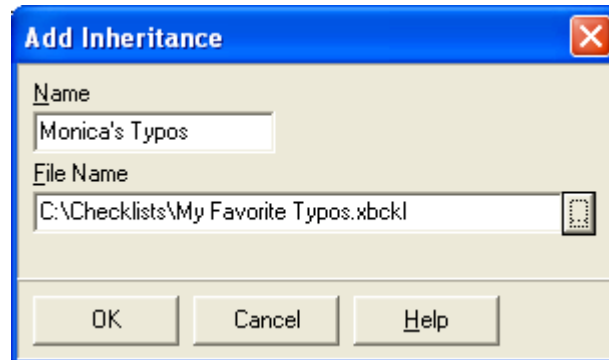 Add Inheritance
Name
Monica's Typos
File Name
C:\Checklists\My Favorite Typos.xbckl
...
OK Cancel Help